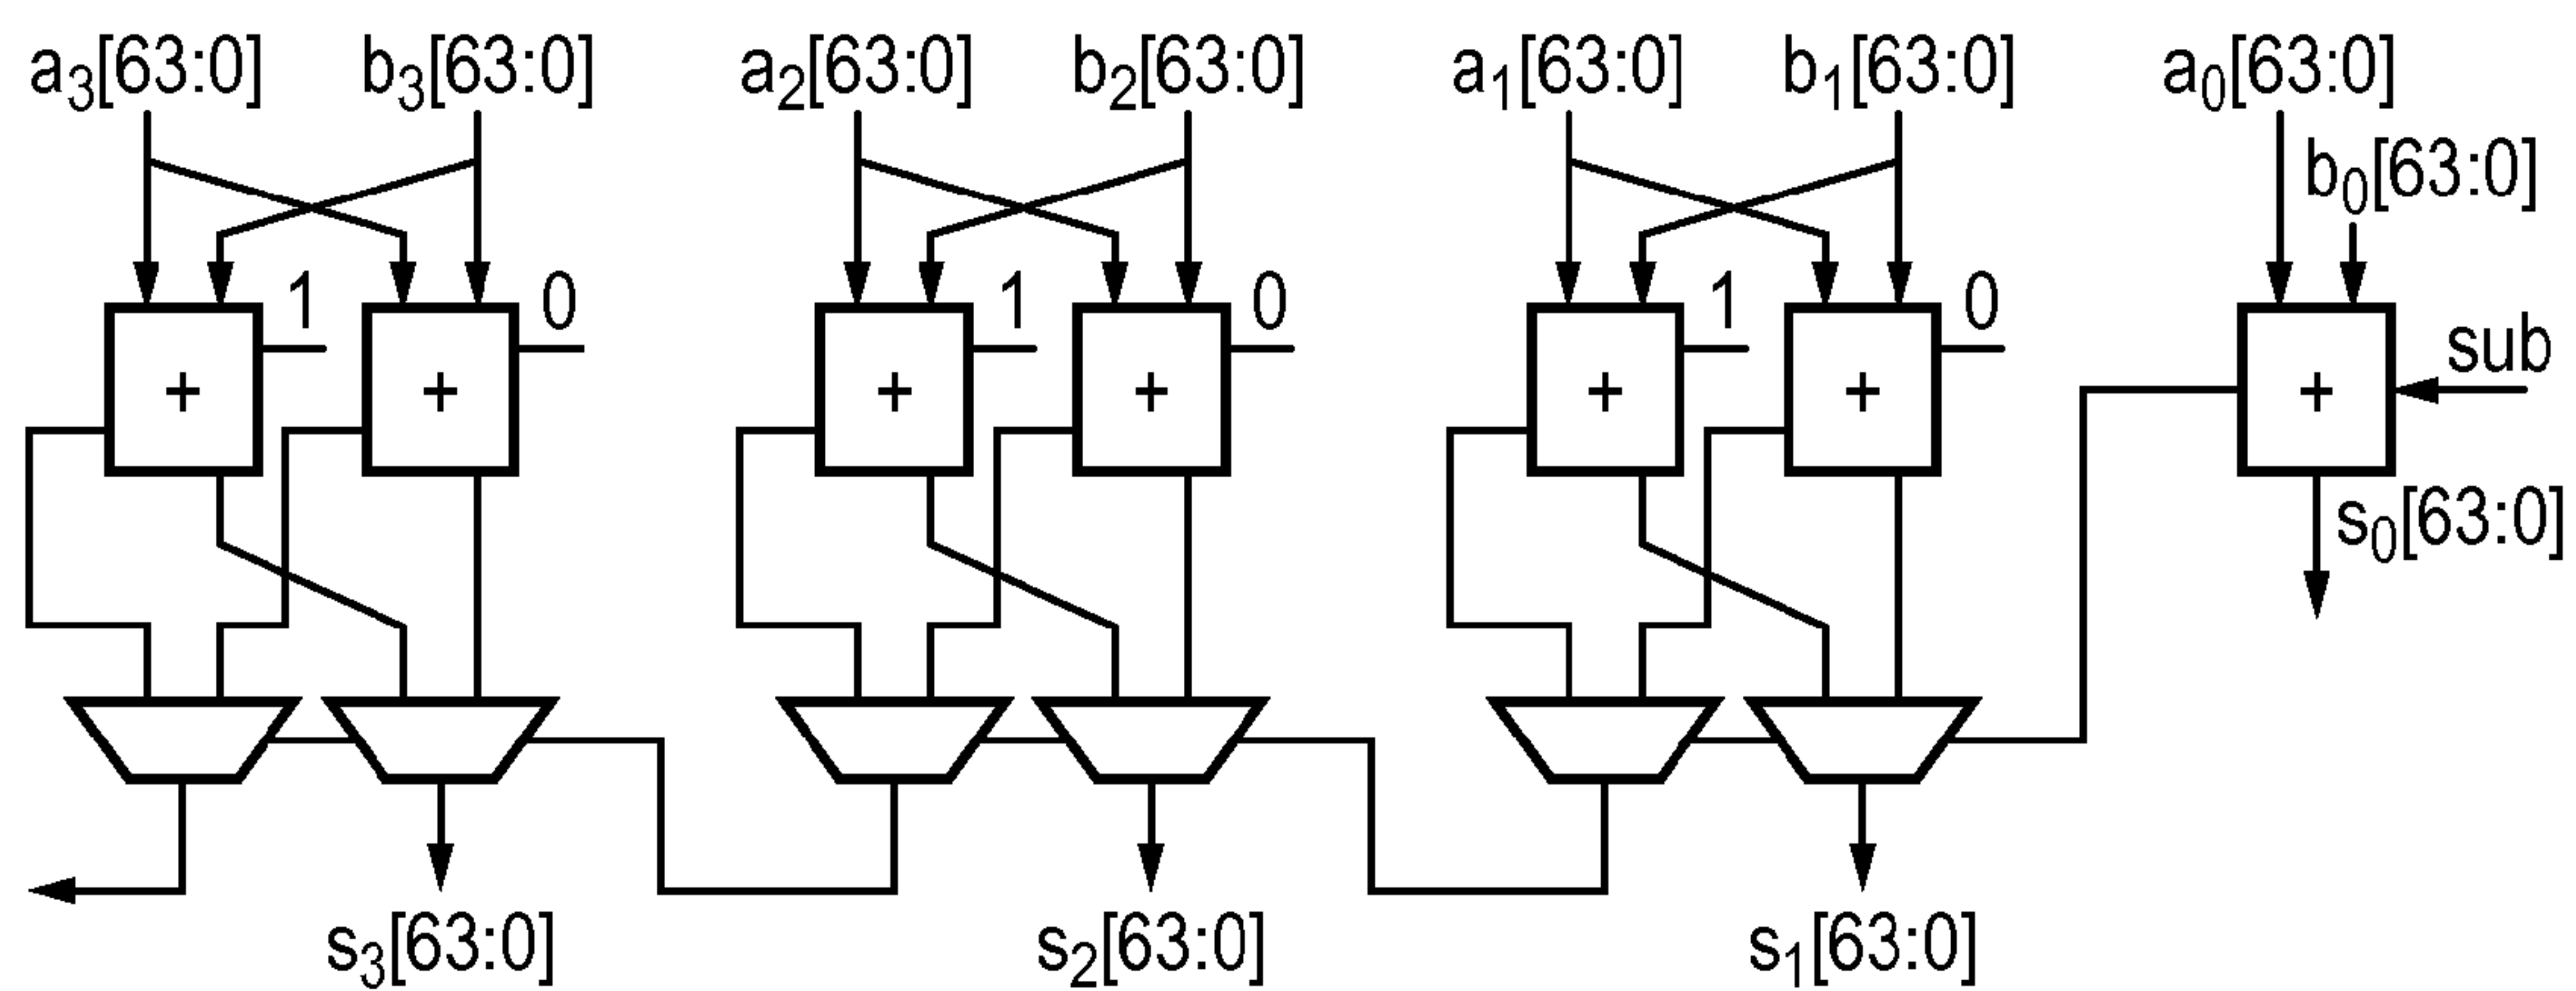 a3[63:0] b3[63:0] a2[63:0] b2[63:0] a1[63:0] b1[63:0] a0[63:0]
b0[63:0]
1 0 1 0 1 0
sub
+ + + + + + +
s0[63:0]
s3[63:0] s2[63:0] s1[63:0]